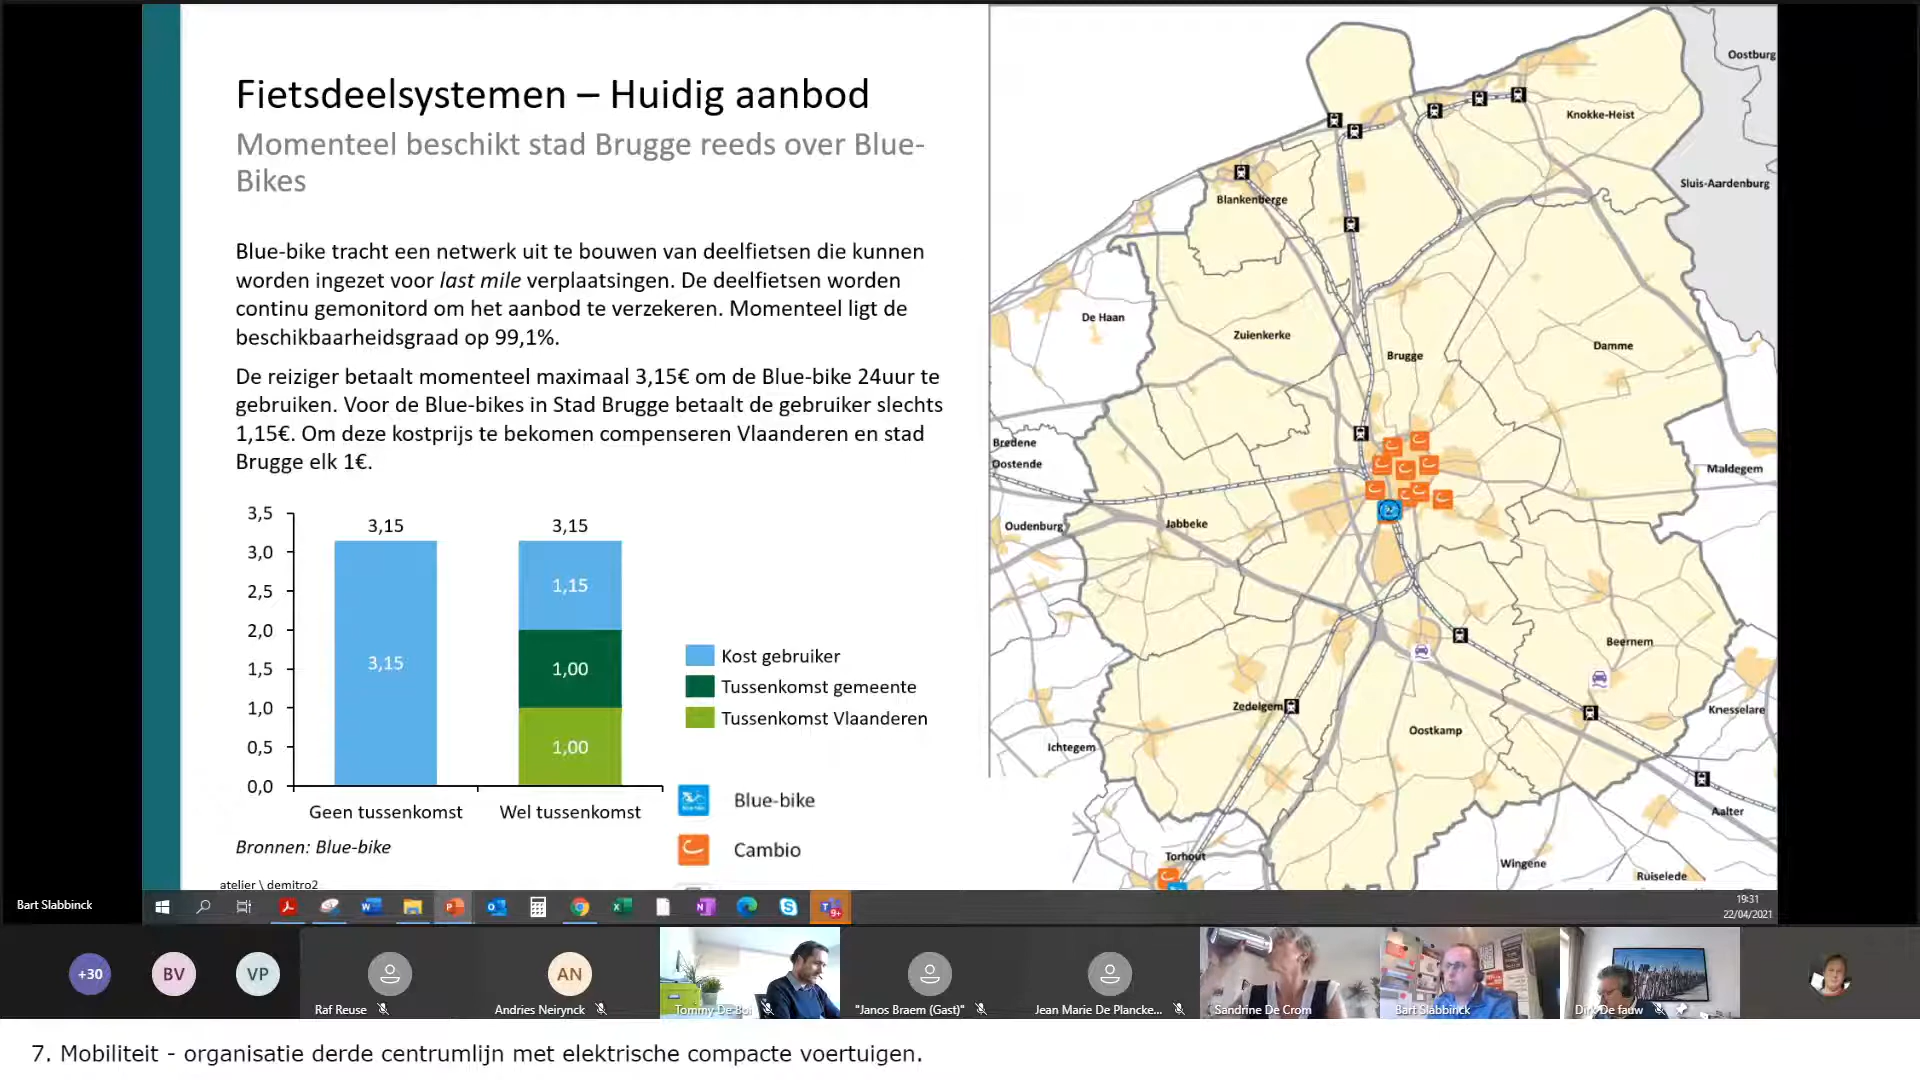 Fietsdeelsystemen – Huidig aanbod
Momenteel beschikt stad Brugge reeds over Blue-
Bikes
Blue-bike tracht een netwerk uit te bouwen van deelfietsen die kunnen
worden ingezet voor last mile verplaatsingen. De deelfietsen worden
continu gemonitord om het aanbod te verzekeren. Momenteel ligt de
beschikbaarheidsgraad op 99,1%.
De reiziger betaalt momenteel maximaal 3,15€ om de Blue-bike 24uur te
gebruiken. Voor de Blue-bikes in Stad Brugge betaalt de gebruiker slechts
1,15€. Om deze kostprijs te bekomen compenseren Vlaanderen en stad
Brugge elk 1€.
3,5
3,0
2,5
2,0
1,5
1,0
0,5
0,0
3,15
3,15
3,15
1,15
1,00
1,00
Geen tussenkomst
Wel tussenkomst
Kost gebruiker
Tussenkomst gemeente
Tussenkomst Vlaanderen
Blue-bike
Cambio
Bronnen: Blue-bike
atelier \ demitro2
Oostburg
Knokke-Heist
Sluis-Aardenburg
Blankenberge
De Haan
Zuienkerke
Brugge
Damme
Bredene
Oostende
Maldegem
Oudenburg
Jabbeke
Beernem
Zedelgem
Knesselare
Oostkamp
Ichtegem
Aalter
Torhout
Wingene
Ruiselede
Bart Slabbinck
9+
19:31
22/04/2021
+30
BV
VP
Raf Reuse
AN
Andries Neirynck
Tommy De Boi
"Janos Braem (Gast)"
Jean Marie De Plancke...
Sandrine De Crom
Bart Slabbinck
Dirk De fauw
7. Mobiliteit - organisatie derde centrumlijn met elektrische compacte voertuigen.